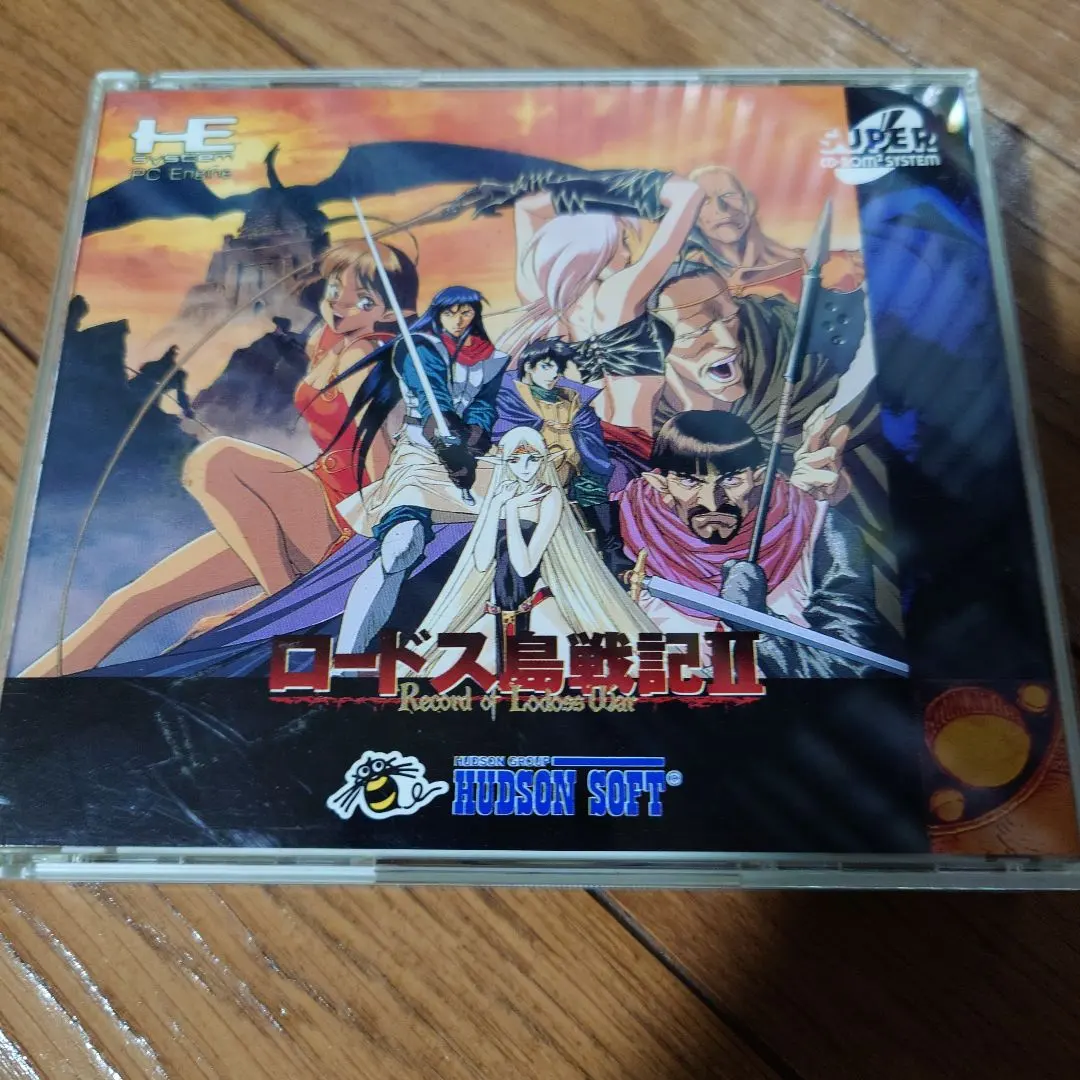 HE
SYSTEM
PC Engine
SUPER
CD-ROM² SYSTEM
ロードス島戦記II
Record of Lodoss War
HUDSON GROUP
HUDSON SOFT©